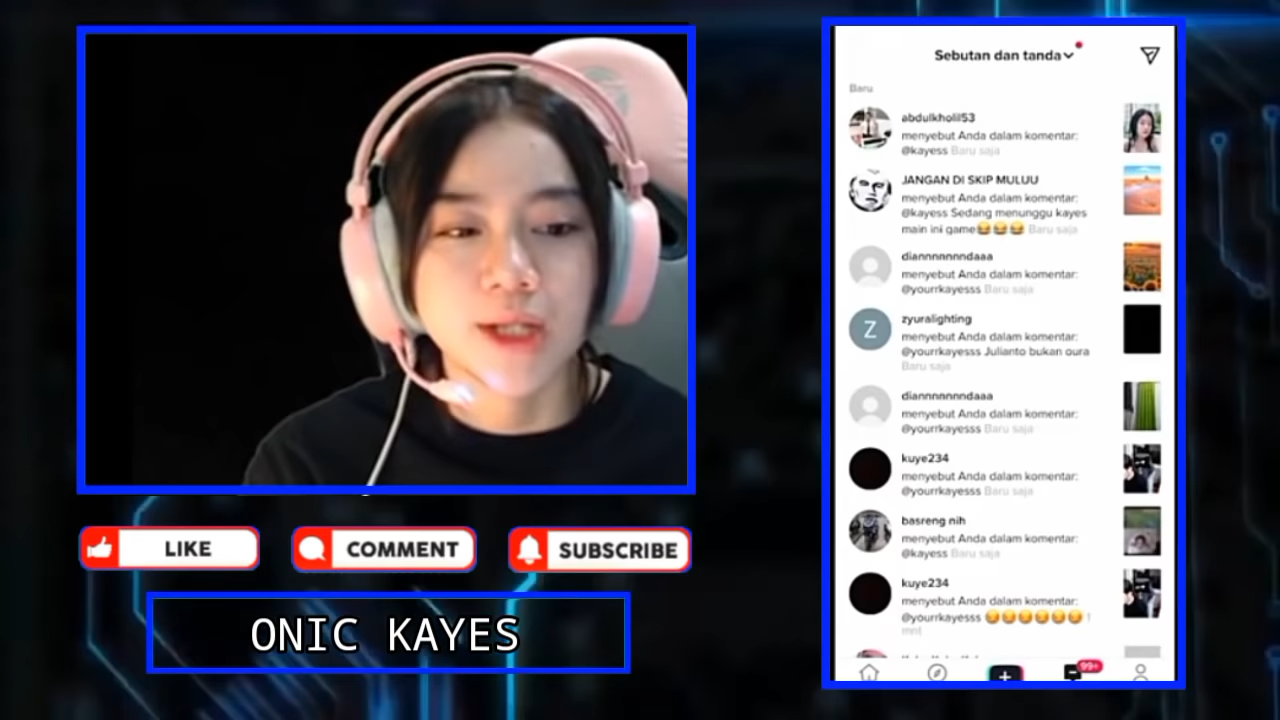 Sebutan dan tanda
Baru
abdulkholil53
menyebut Anda dalam komentar:
@kayess Baru saja
JANGAN DI SKIP MULUU
menyebut Anda dalam komentar:
@kayess Sedang menunggu kayes
main ini game😂😂😂 Baru saja
diannnnnndaaa
menyebut Anda dalam komentar:
@yourrkayesss Baru saja
Z
zyuralighting
menyebut Anda dalam komentar:
@yourrkayesss Julianto bukan oura
Baru saja
diannnnnndaaa
menyebut Anda dalam komentar:
@yourrkayesss Baru saja
kuye234
menyebut Anda dalam komentar:
@yourrkayesss Baru saja
basreng nih
menyebut Anda dalam komentar:
@kayess Baru saja
kuye234
menyebut Anda dalam komentar:
@yourrkayesss 😂😂😂😂😂😂 1
mnt
99+
LIKE
COMMENT
SUBSCRIBE
ONIC KAYES